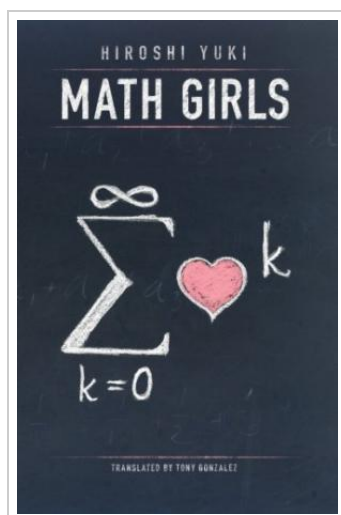 HIROSHI YUKI
MATH GIRLS
∞
∑ ♥ k
k=0
TRANSLATED BY TONY GONZALEZ